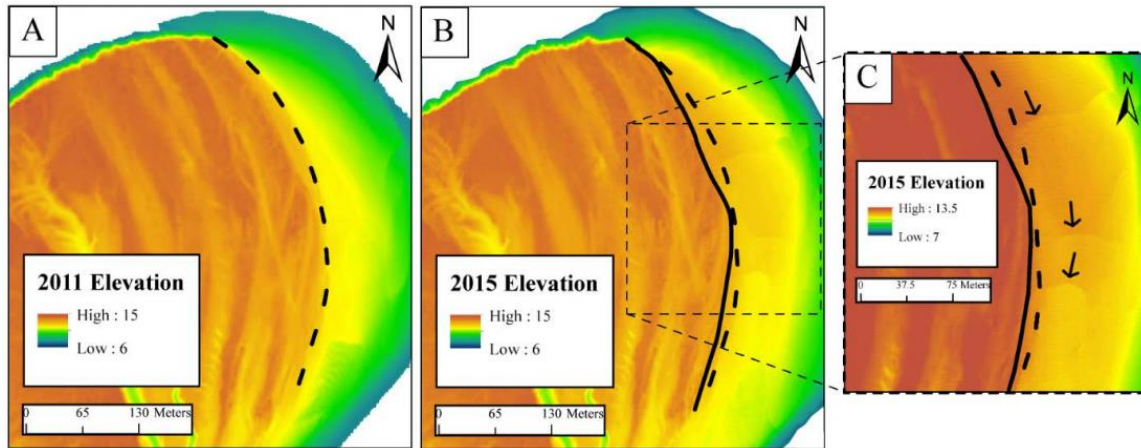 A
N
2011 Elevation
High : 15
Low : 6
0 65 130 Meters
B
N
2015 Elevation
High : 15
Low : 6
0 65 130 Meters
C
N
2015 Elevation
High : 13.5
Low : 7
0 37.5 75 Meters